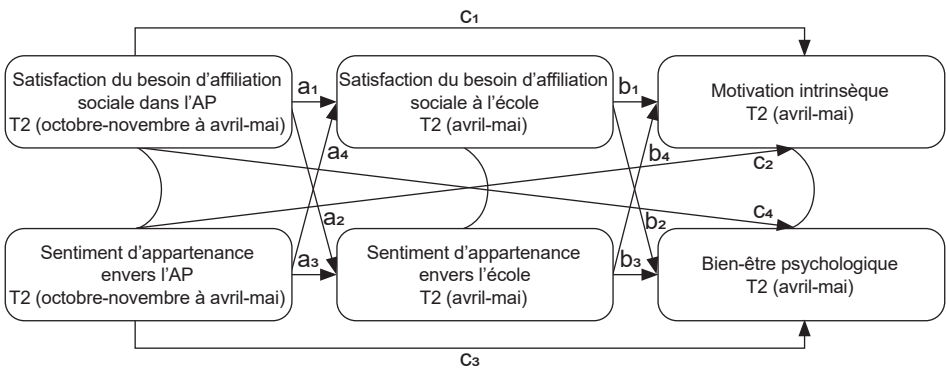 c₁
Satisfaction du besoin d’affiliation
sociale dans l’AP
T2 (octobre-novembre à avril-mai)
a₁
Satisfaction du besoin d’affiliation
sociale à l’école
T2 (avril-mai)
b₁
Motivation intrinsèque
T2 (avril-mai)
a₄
b₄
c₂
a₂
b₂
c₄
Sentiment d’appartenance
envers l’AP
T2 (octobre-novembre à avril-mai)
a₃
Sentiment d’appartenance
envers l’école
T2 (avril-mai)
b₃
Bien-être psychologique
T2 (avril-mai)
c₃